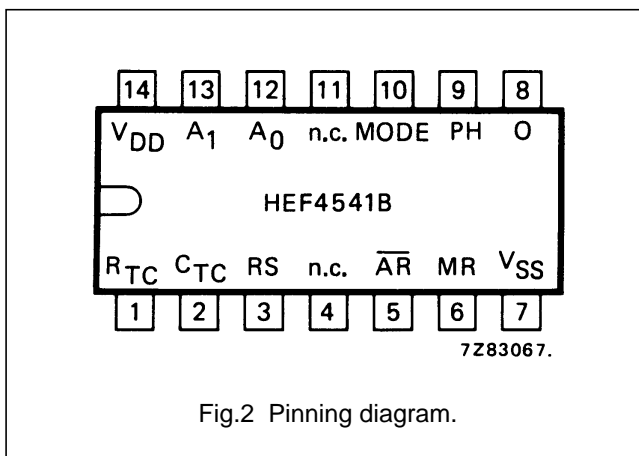 14 13 12 11 10 9 8
VDD A1 A0 n.c. MODE PH O
HEF4541B
RTC CTC RS n.c. A̅R̅ MR VSS
1 2 3 4 5 6 7
7Z83067.
Fig.2 Pinning diagram.